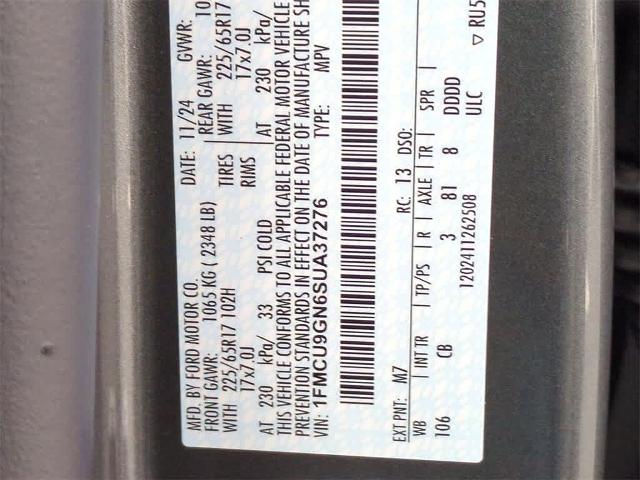 MFD. BY FORD MOTOR CO.
DATE: 11/24 GVWR: 10
FRONT GAWR: 1065 KG ( 2348 LB) REAR GAWR:
WITH 225/65R17 102H TIRES WITH 225/65R17
17x7.0J RIMS 17x7.0J
AT 230 kPa/ 33 PSI COLD AT 230 kPa/
THIS VEHICLE CONFORMS TO ALL APPLICABLE FEDERAL MOTOR VEHICLE
PREVENTION STANDARDS IN EFFECT ON THE DATE OF MANUFACTURE SH
VIN: 1FMCU9GN6SUA37276 TYPE: MPV
EXT PNT: M7 RC: 13 DSO:
WB INT TR TP/PS R AXLE TR SPR
106 CB 3 81 8 DDDD
ULC
120241126250​8
▽ RU5